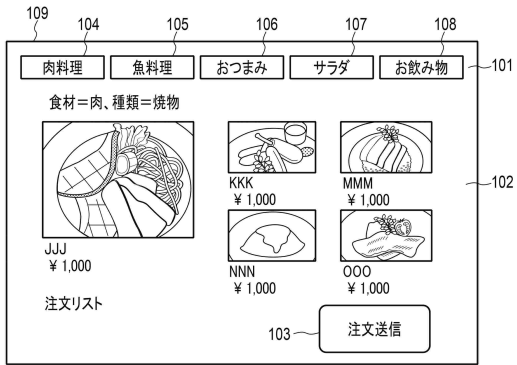 109 104 105 106 107 108
肉料理 魚料理 おつまみ サラダ お飲み物 101
食材＝肉、種類＝焼物
102
KKK MMM
¥ 1,000 ¥ 1,000
JJJ
¥ 1,000
NNN OOO
¥ 1,000 ¥ 1,000
注文リスト
103 注文送信